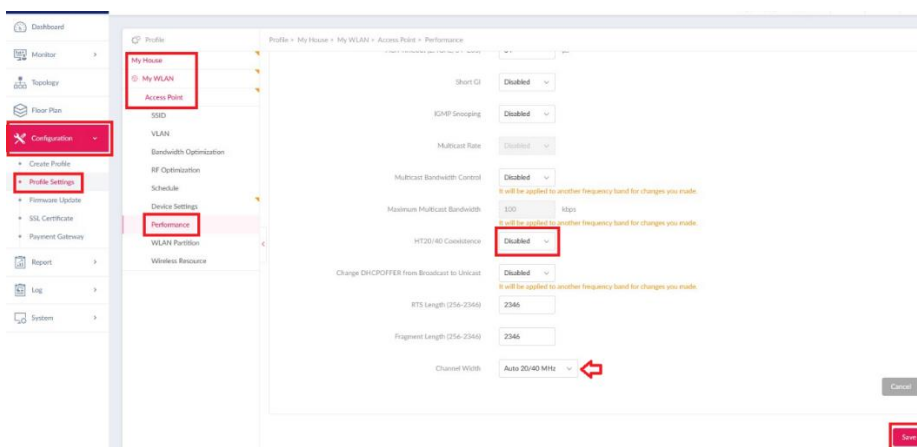 Dashboard
Monitor
Topology
Floor Plan
Configuration
Create Profile
Profile Settings
Firmware Update
SSL Certificate
Payment Gateway
Report
Log
System
Profile
My House
My WLAN
Access Point
SSID
VLAN
Bandwidth Optimization
RF Optimization
Schedule
Device Settings
Performance
WLAN Partition
Wireless Resource
Profile > My House > My WLAN > Access Point > Performance
Short GI Disabled
IGMP Snooping Disabled
Multicast Rate Disabled
Multicast Bandwidth Control Disabled
It will be applied to another frequency band for changes you made.
Maximum Multicast Bandwidth 100 kbps
It will be applied to another frequency band for changes you made.
HT20/40 Coexistence Disabled
Change DHCPOFFER from Broadcast to Unicast Disabled
It will be applied to another frequency band for changes you made.
RTS Length (256-2346) 2346
Fragment Length (256-2346) 2346
Channel Width Auto 20/40 MHz
Cancel
Save